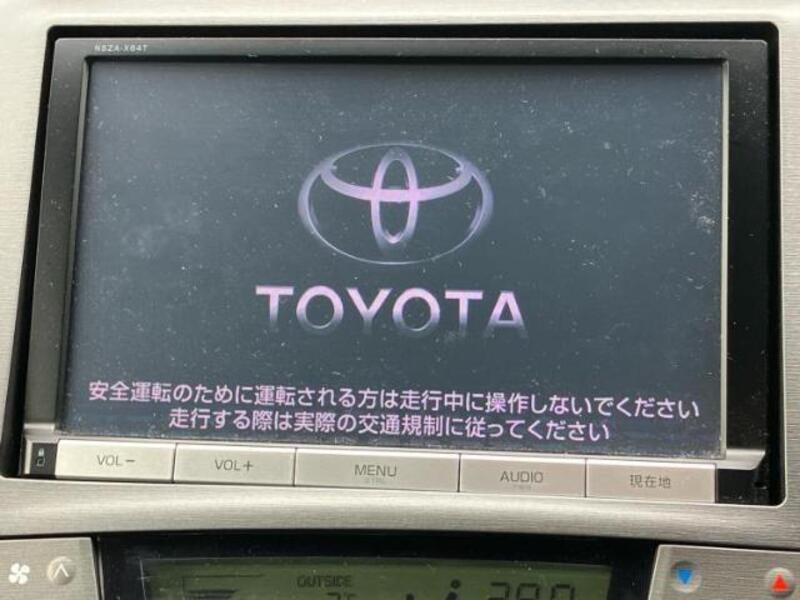 NSZA-X64T
TOYOTA
安全運転のために運転される方は走行中に操作しないでください
走行する際は実際の交通規制に従ってください
VOL− VOL+ MENU AUDIO 現在地
OUTSIDE